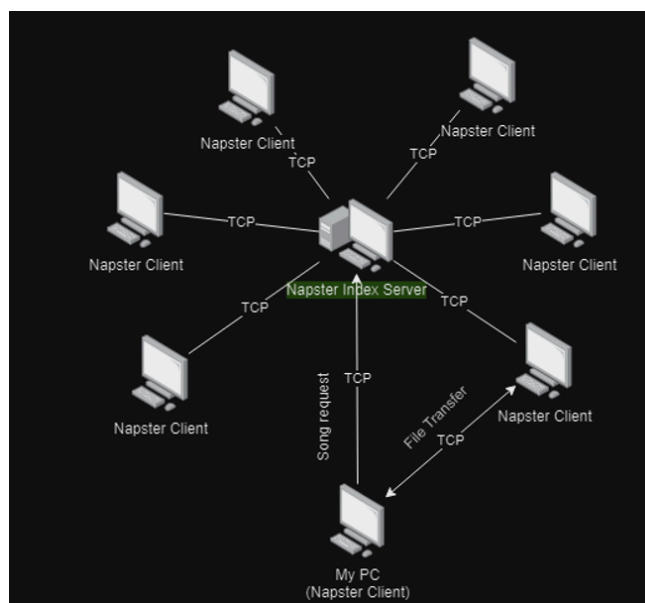 Napster Client
Napster Client
TCP
TCP
TCP
TCP
Napster Client
Napster Client
Napster Index Server
TCP
TCP
Song request
TCP
File Transfer
TCP
Napster Client
Napster Client
My PC
(Napster Client)